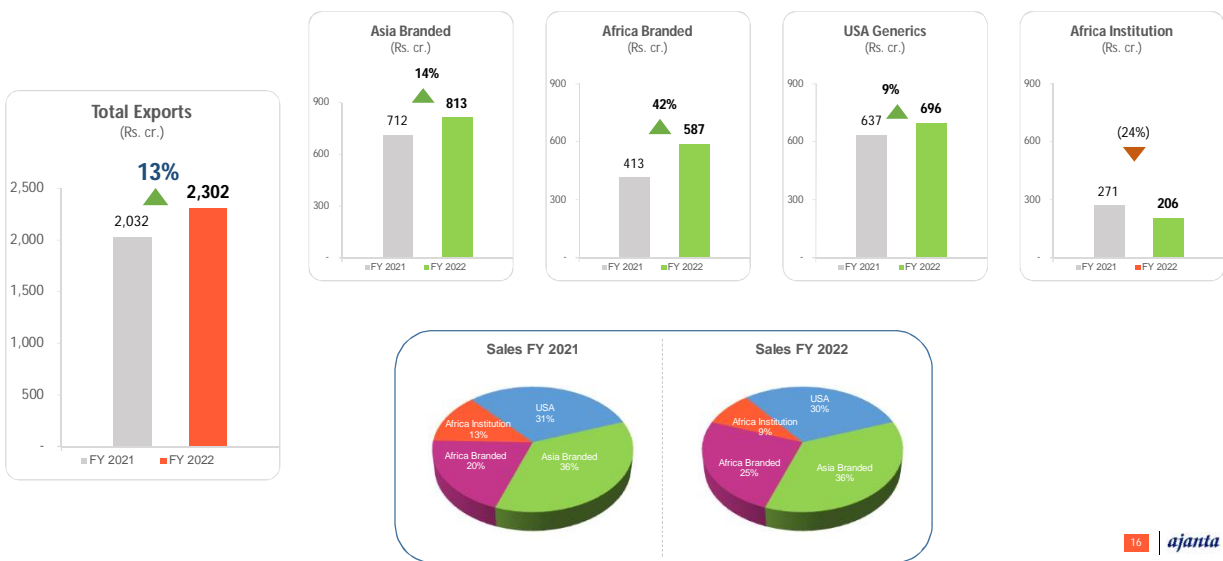 Total Exports
(Rs. cr.)
13%
2,500
2,302
2,032
2,000
1,500
1,000
500
-
FY 2021 FY 2022
Asia Branded
(Rs. cr.)
14%
900
813
712
600
300
-
FY 2021 FY 2022
Africa Branded
(Rs. cr.)
900
42%
587
600
413
300
-
FY 2021 FY 2022
USA Generics
(Rs. cr.)
900
9%
696
637
600
300
-
FY 2021 FY 2022
Africa Institution
(Rs. cr.)
900
(24%)
600
271
300
206
-
FY 2021 FY 2022
Sales FY 2021
USA
31%
Africa Institution
13%
Africa Branded
20%
Asia Branded
36%
Sales FY 2022
USA
30%
Africa Institution
9%
Africa Branded
25%
Asia Branded
36%
16 ajanta